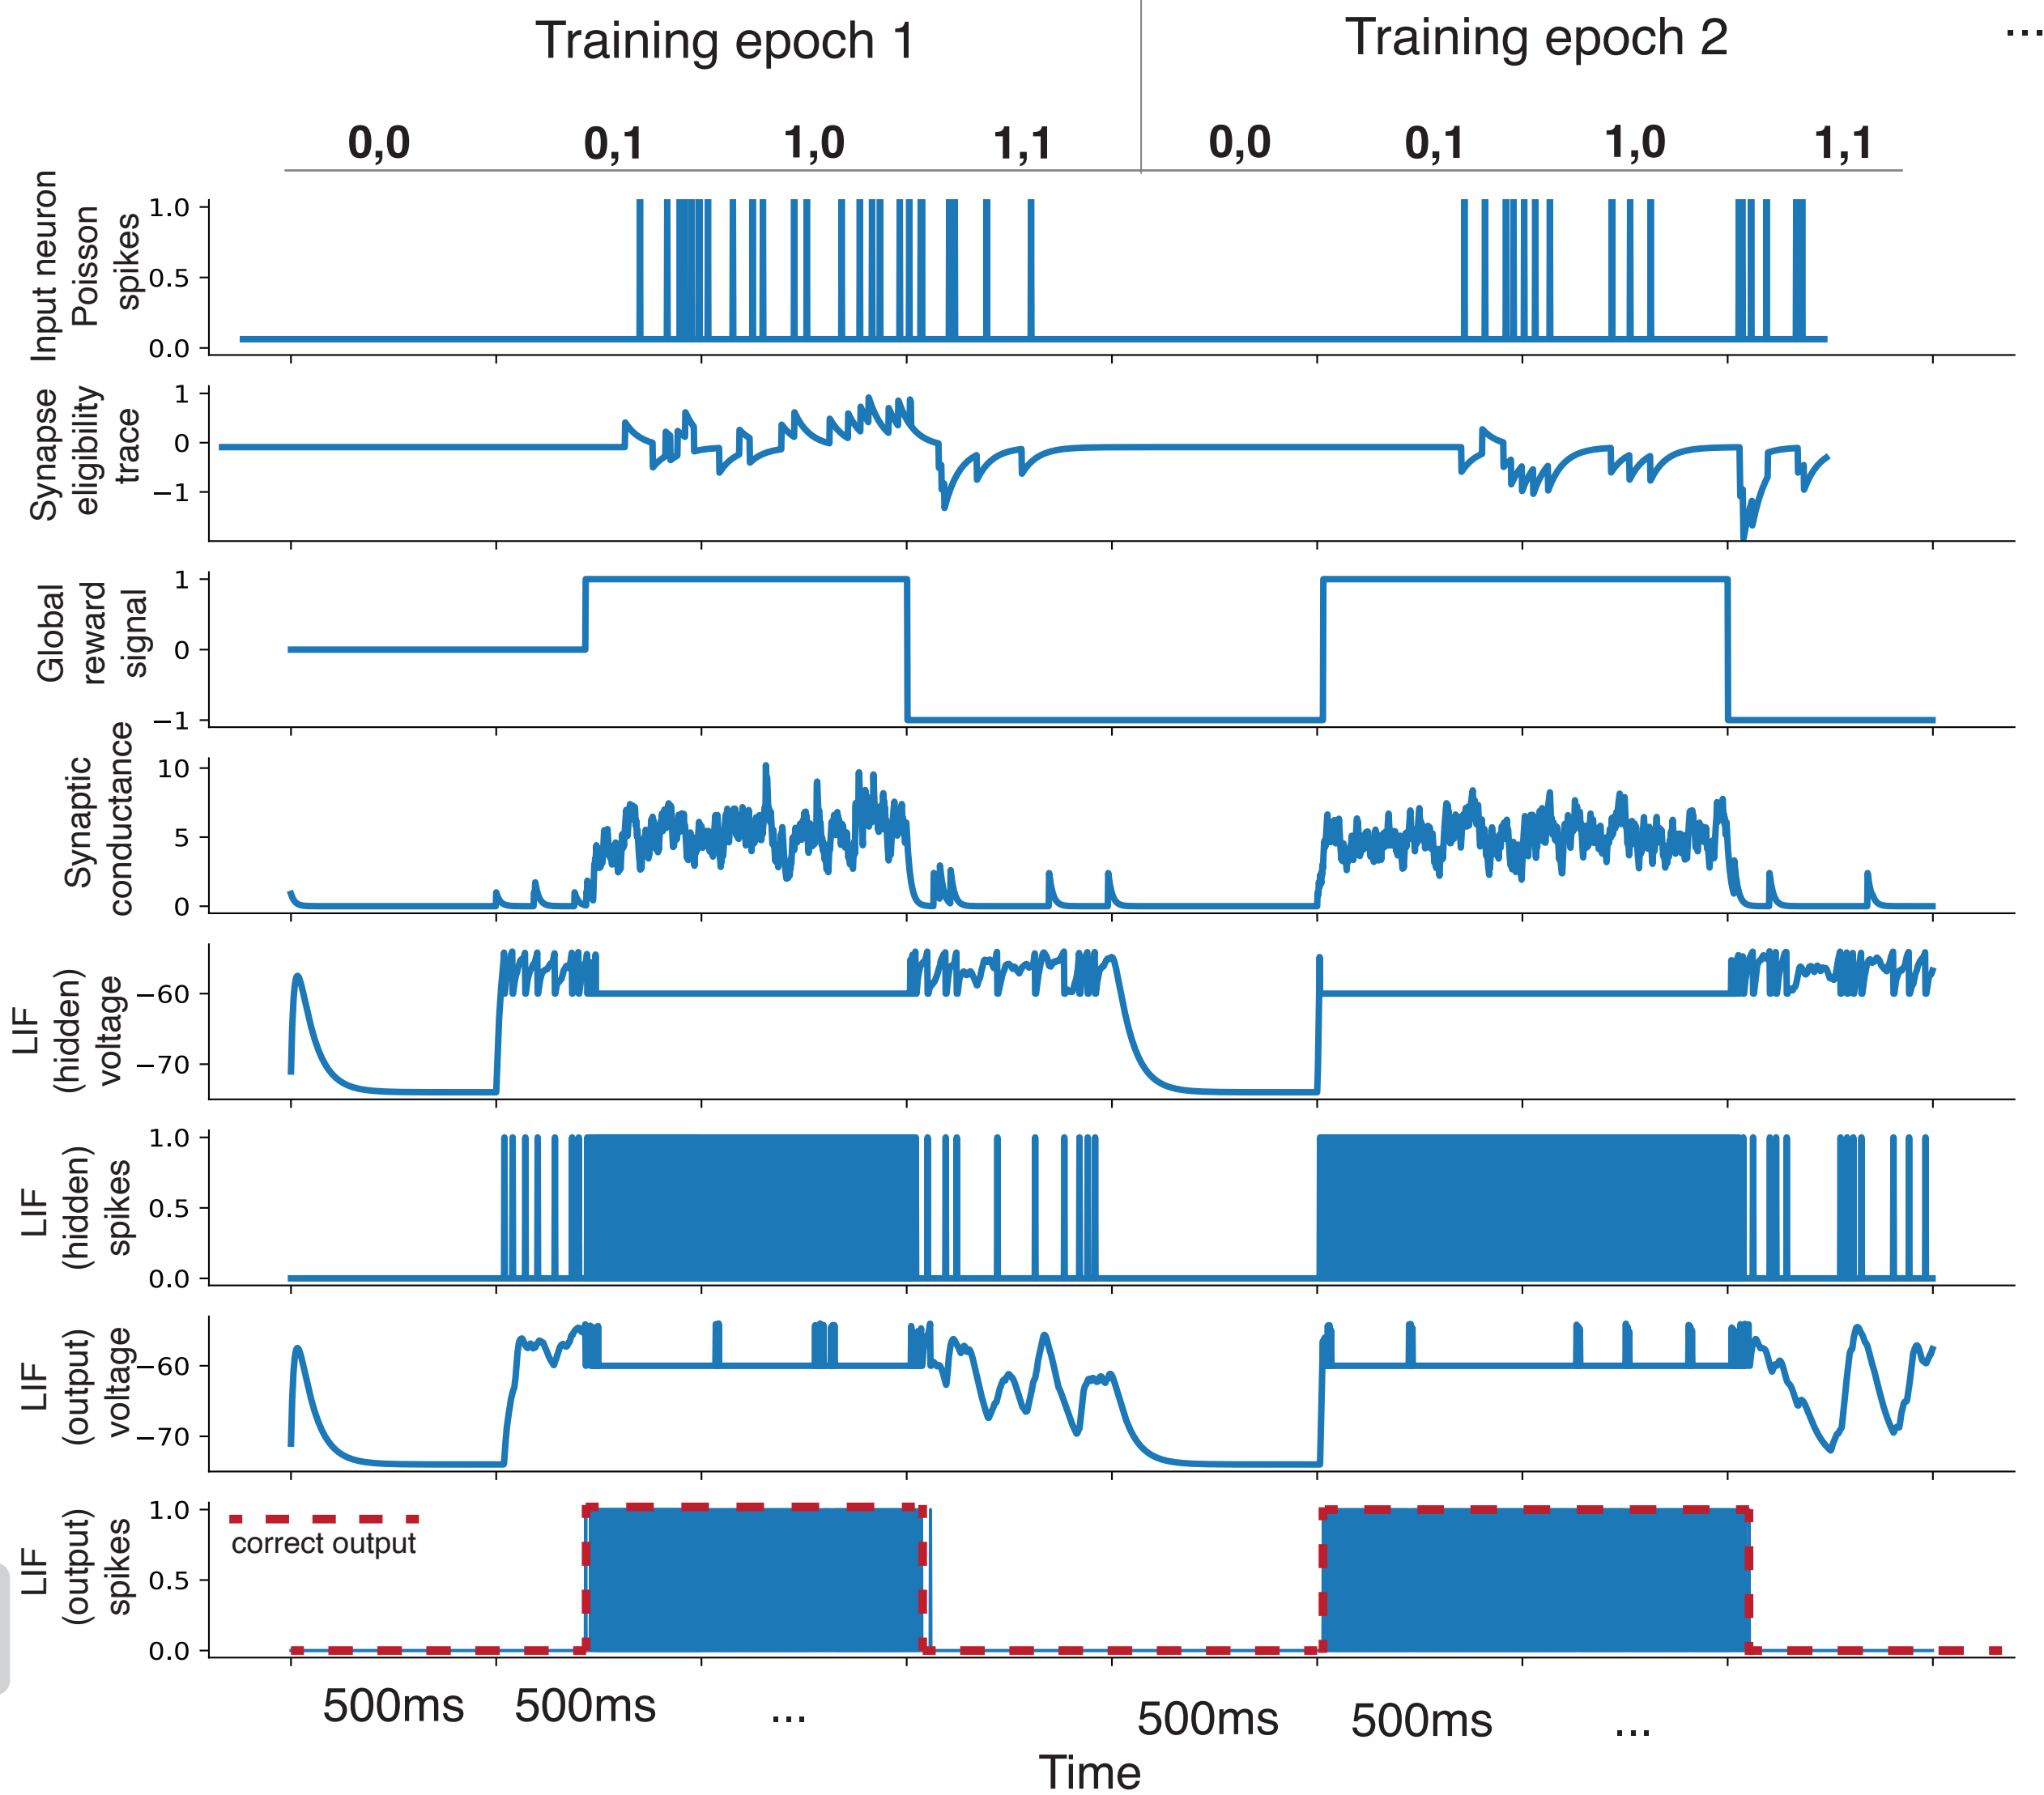 Training epoch 1
Training epoch 2
...
0,0
0,1
1,0
1,1
0,0
0,1
1,0
1,1
Input neuron
Poisson
spikes
1.0
0.5
0.0
Synapse
eligibility
trace
1
0
−1
Global
reward
signal
1
0
−1
Synaptic
conductance
10
5
0
LIF
(hidden)
voltage
−60
−70
LIF
(hidden)
spikes
1.0
0.5
0.0
LIF
(output)
voltage
−60
−70
LIF
(output)
spikes
1.0
0.5
0.0
correct output
500ms
500ms
...
500ms
500ms
...
Time